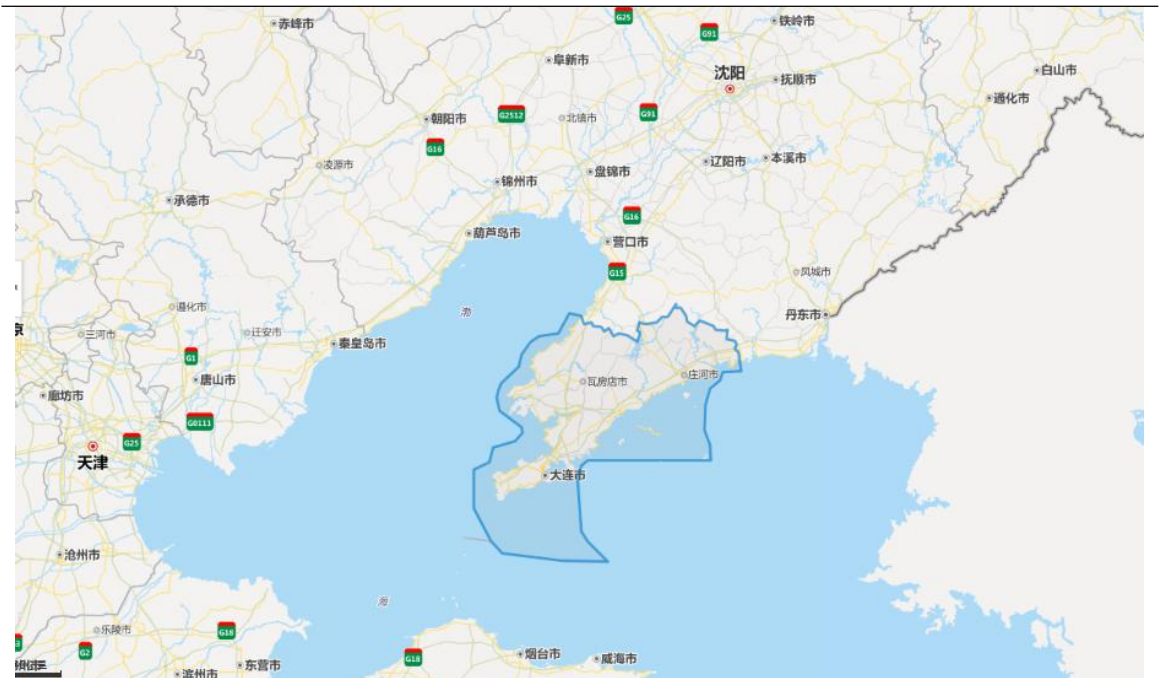 G25
赤峰市
铁岭市
G91
阜新市
沈阳
抚顺市
白山市
通化市
朝阳市
G2512
北镇市
G91
G16
凌源市
辽阳市
本溪市
盘锦市
锦州市
承德市
G16
葫芦岛市
营口市
G15
凤城市
遵化市
渤
丹东市
京
三河市
迁安市
秦皇岛市
G1
唐山市
瓦房店市
庄河市
廊坊市
G0111
G25
天津
大连市
沧州市
海
乐陵市
G18
G2
G18
烟台市
威海市
东营市
滨州市